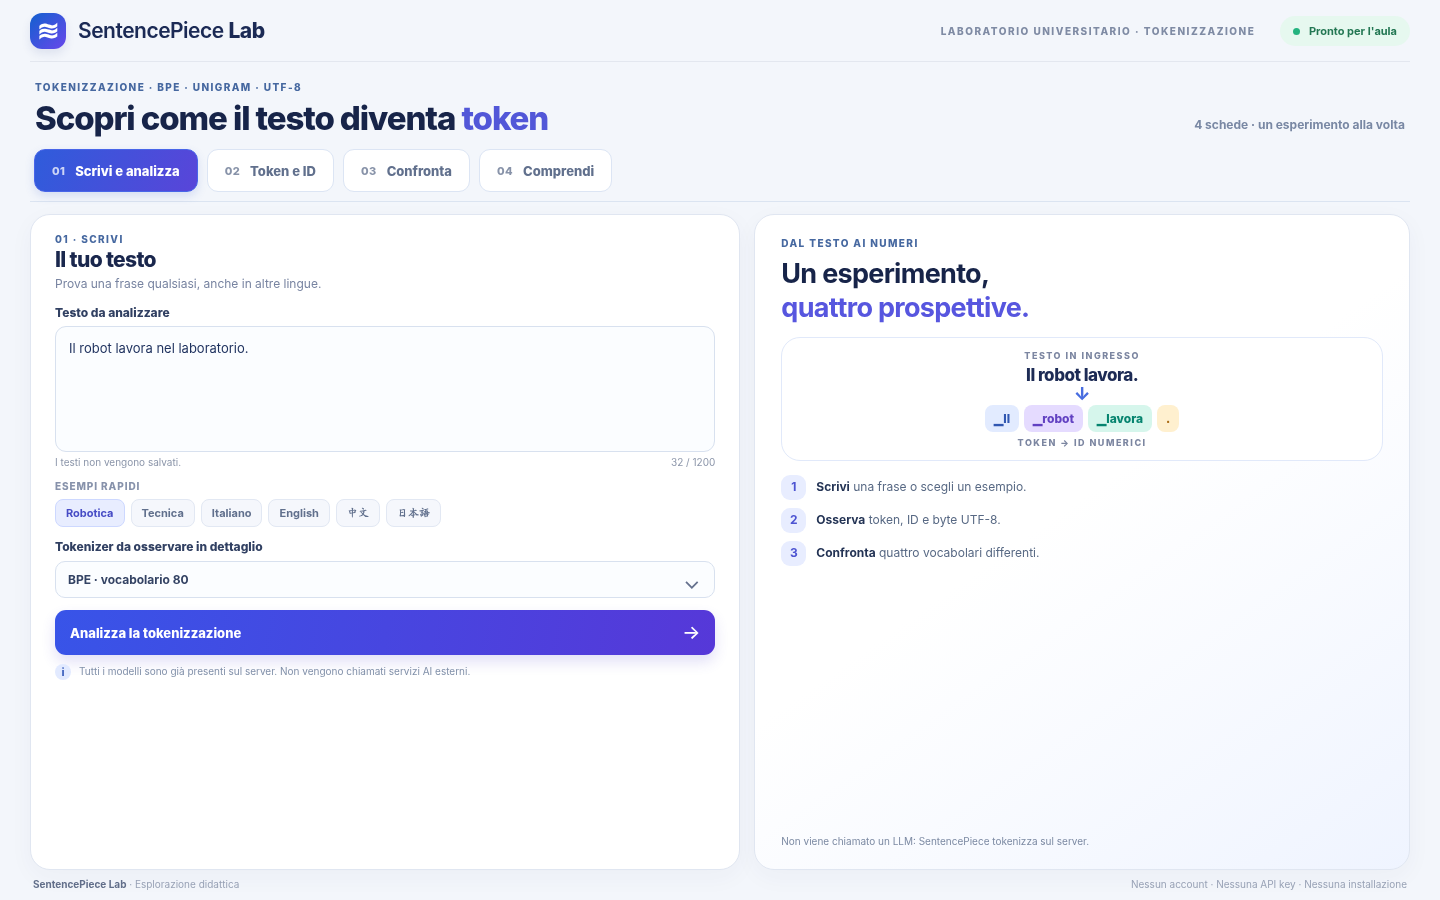 SentencePiece Lab
LABORATORIO UNIVERSITARIO · TOKENIZZAZIONE
Pronto per l'aula
TOKENIZZAZIONE · BPE · UNIGRAM · UTF-8
Scopri come il testo diventa token
4 schede · un esperimento alla volta
01 Scrivi e analizza
02 Token e ID
03 Confronta
04 Comprendi
01 · SCRIVI
Il tuo testo
Prova una frase qualsiasi, anche in altre lingue.
Testo da analizzare
Il robot lavora nel laboratorio.
I testi non vengono salvati.
32 / 1200
ESEMPI RAPIDI
Robotica
Tecnica
Italiano
English
中文
日本語
Tokenizer da osservare in dettaglio
BPE · vocabolario 80
Analizza la tokenizzazione →
i Tutti i modelli sono già presenti sul server. Non vengono chiamati servizi AI esterni.
DAL TESTO AI NUMERI
Un esperimento,
quattro prospettive.
TESTO IN INGRESSO
Il robot lavora.
↓
▁Il ▁robot ▁lavora .
TOKEN → ID NUMERICI
1 Scrivi una frase o scegli un esempio.
2 Osserva token, ID e byte UTF-8.
3 Confronta quattro vocabolari differenti.
Non viene chiamato un LLM: SentencePiece tokenizza sul server.
SentencePiece Lab · Esplorazione didattica
Nessun account · Nessuna API key · Nessuna installazione